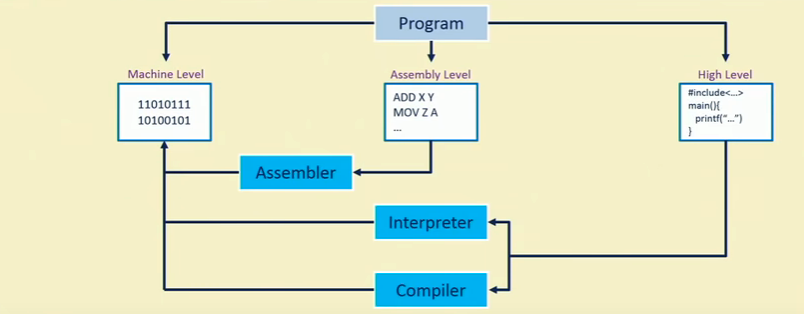 Program
Machine Level
Assembly Level
High Level
11010111
10100101
ADD X Y
MOV Z A
...
#include<...>
main(){
printf("...")
}
Assembler
Interpreter
Compiler